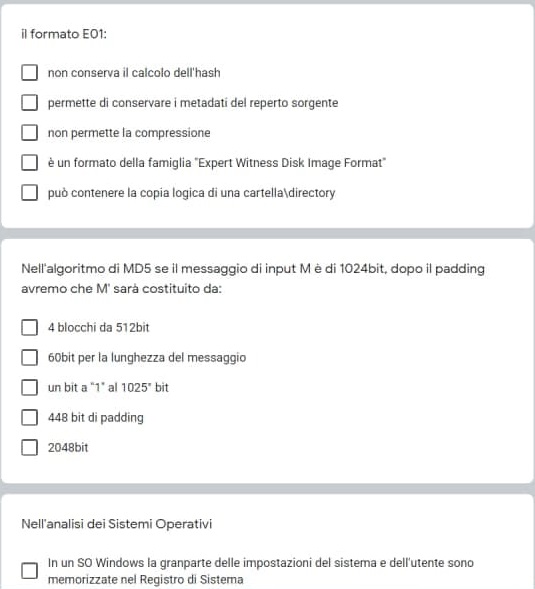 il formato E01:
non conserva il calcolo dell'hash
permette di conservare i metadati del reperto sorgente
non permette la compressione
è un formato della famiglia "Expert Witness Disk Image Format"
può contenere la copia logica di una cartella\directory
Nell'algoritmo di MD5 se il messaggio di input M è di 1024bit, dopo il padding
avremo che M' sarà costituito da:
4 blocchi da 512bit
60bit per la lunghezza del messaggio
un bit a "1" al 1025° bit
448 bit di padding
2048bit
Nell'analisi dei Sistemi Operativi
In un SO Windows la granparte delle impostazioni del sistema e dell'utente sono
memorizzate nel Registro di Sistema